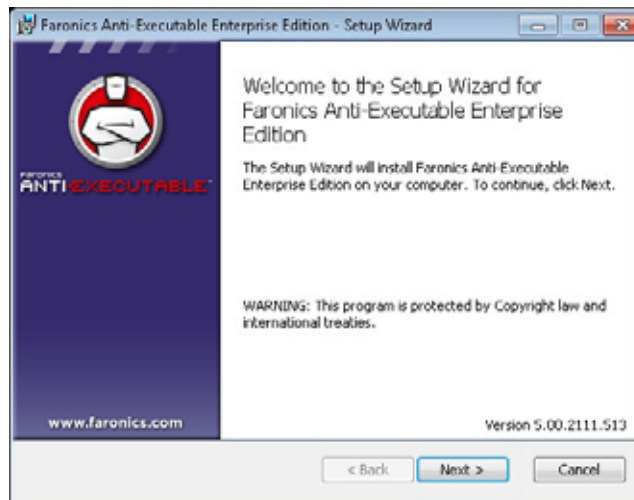 Faronics Anti-Executable Enterprise Edition - Setup Wizard
Welcome to the Setup Wizard for
Faronics Anti-Executable Enterprise
Edition
The Setup Wizard will install Faronics Anti-Executable
Enterprise Edition on your computer. To continue, click Next.
FARONICS
ANTI-EXECUTABLE
WARNING: This program is protected by Copyright law and
international treaties.
www.faronics.com
Version 5.00.2111.513
< Back
Next >
Cancel